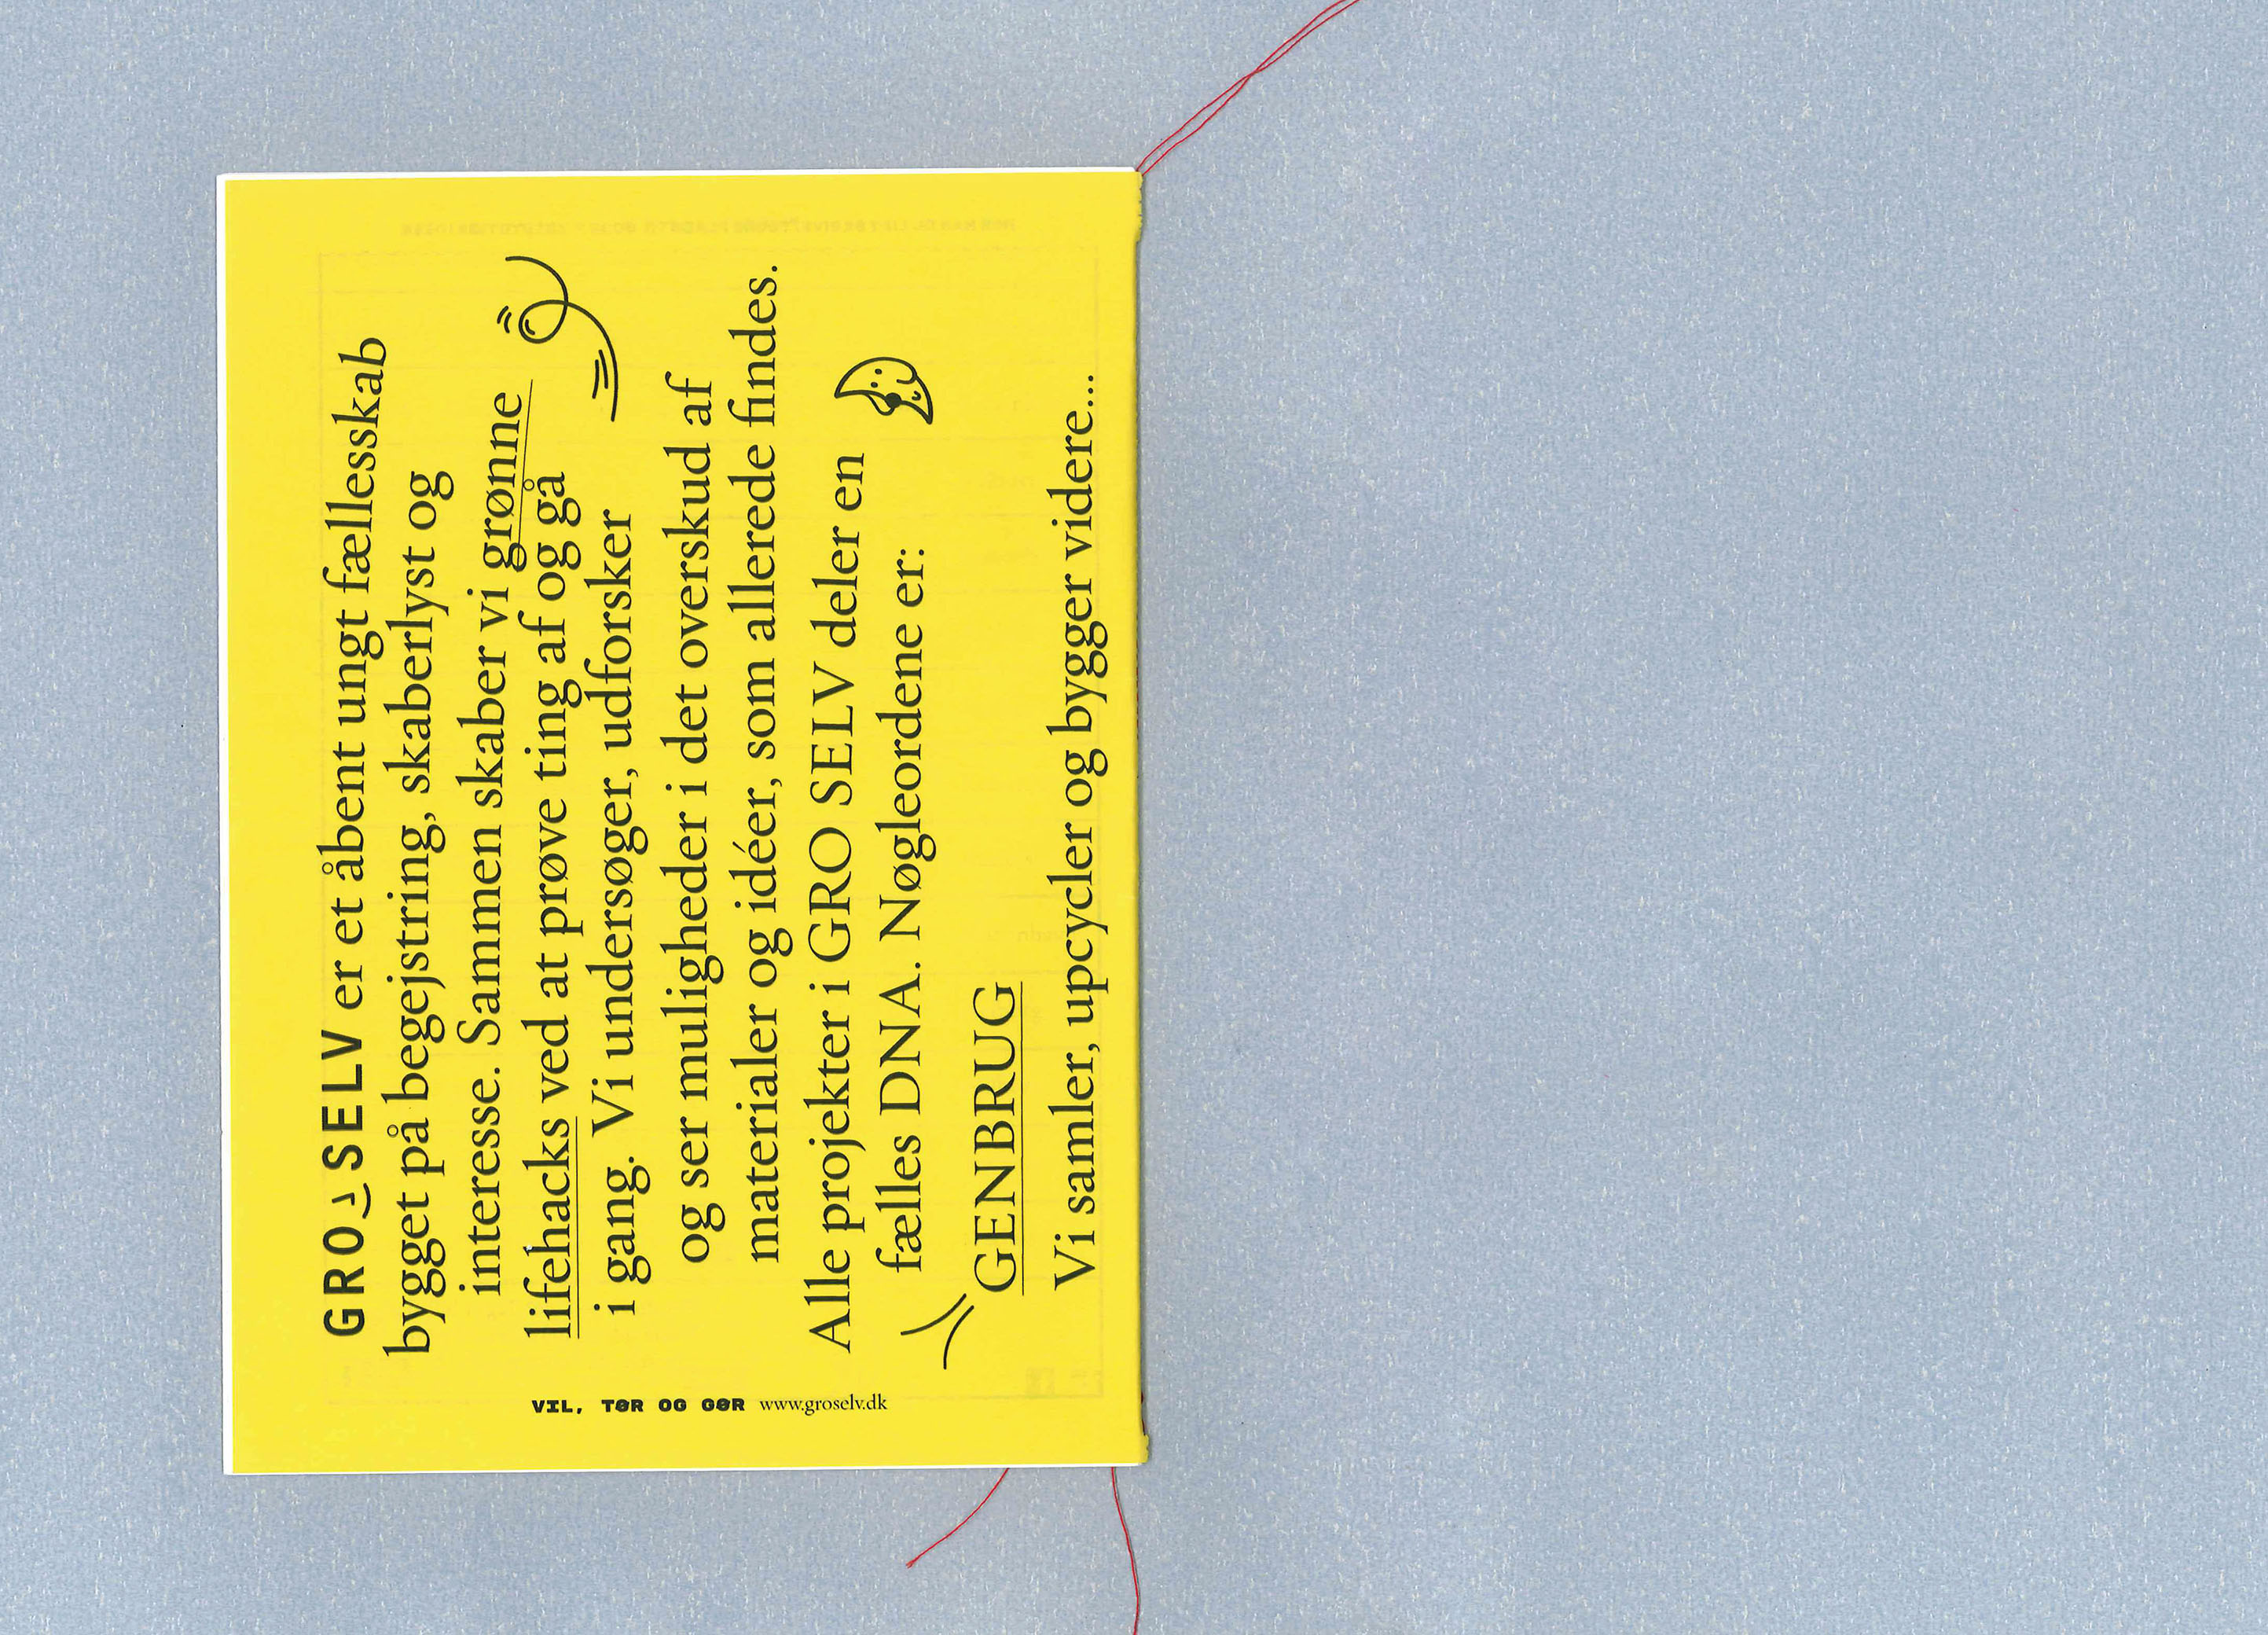 GRO SELV er et åbent ungt fællesskab
bygget på begejstring, skaberlyst og
interesse. Sammen skaber vi grønne
lifehacks ved at prøve ting af og gå
i gang. Vi undersøger, udforsker
og ser muligheder i det overskud af
materialer og idéer, som allerede findes.
Alle projekter i GRO SELV deler en
fælles DNA. Nøgleordene er:
GENBRUG
Vi samler, upcycler og bygger videre...
VIL, TØR OG GØR www.groselv.dk